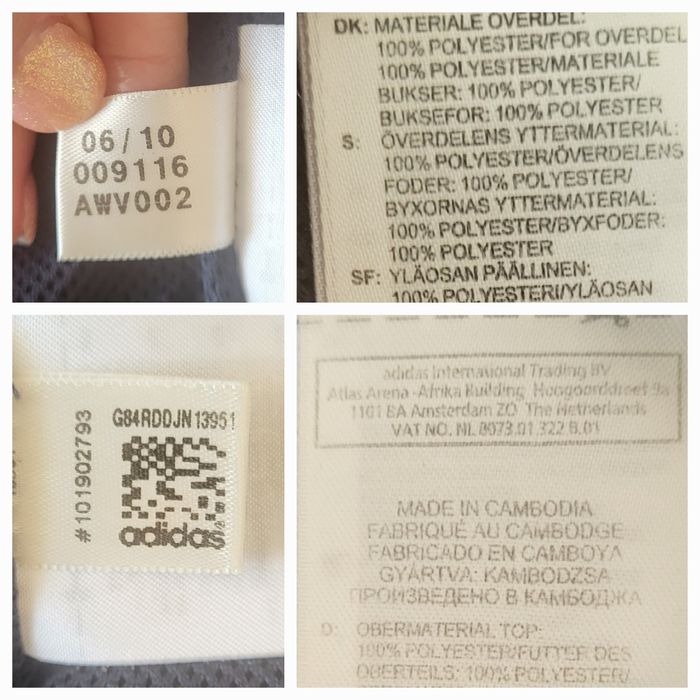 06/10
009116
AWV002
DK: MATERIALE OVERDEL:
100% POLYESTER/FOR OVERDEL
100% POLYESTER/MATERIALE
BUKSER: 100% POLYESTER/
BUKSEFOR: 100% POLYESTER
S: ÖVERDELENS YTTERMATERIAL:
100% POLYESTER/ÖVERDELENS
FODER: 100% POLYESTER/
BYXORNAS YTTERMATERIAL:
100% POLYESTER/BYXFODER:
100% POLYESTER
SF: YLÄOSAN PÄÄLLINEN:
100% POLYESTERI/YLÄOSAN
#101902793
G84RDDJN13951
adidas
adidas International Trading BV
Atlas Arena -Afrika Building Hoogoorddreef 9a
1101 BA Amsterdam ZO The Netherlands
VAT NO. NL 8073.01.322 B.01
MADE IN CAMBODIA
FABRIQUÉ AU CAMBODGE
FABRICADO EN CAMBOYA
GYÁRTVA: KAMBODZSA
ПРОИЗВЕДЕНО В КАМБОДЖА
D: OBERMATERIAL TOP:
100% POLYESTER/FUTTER DES
OBERTEILS: 100% POLYESTER/